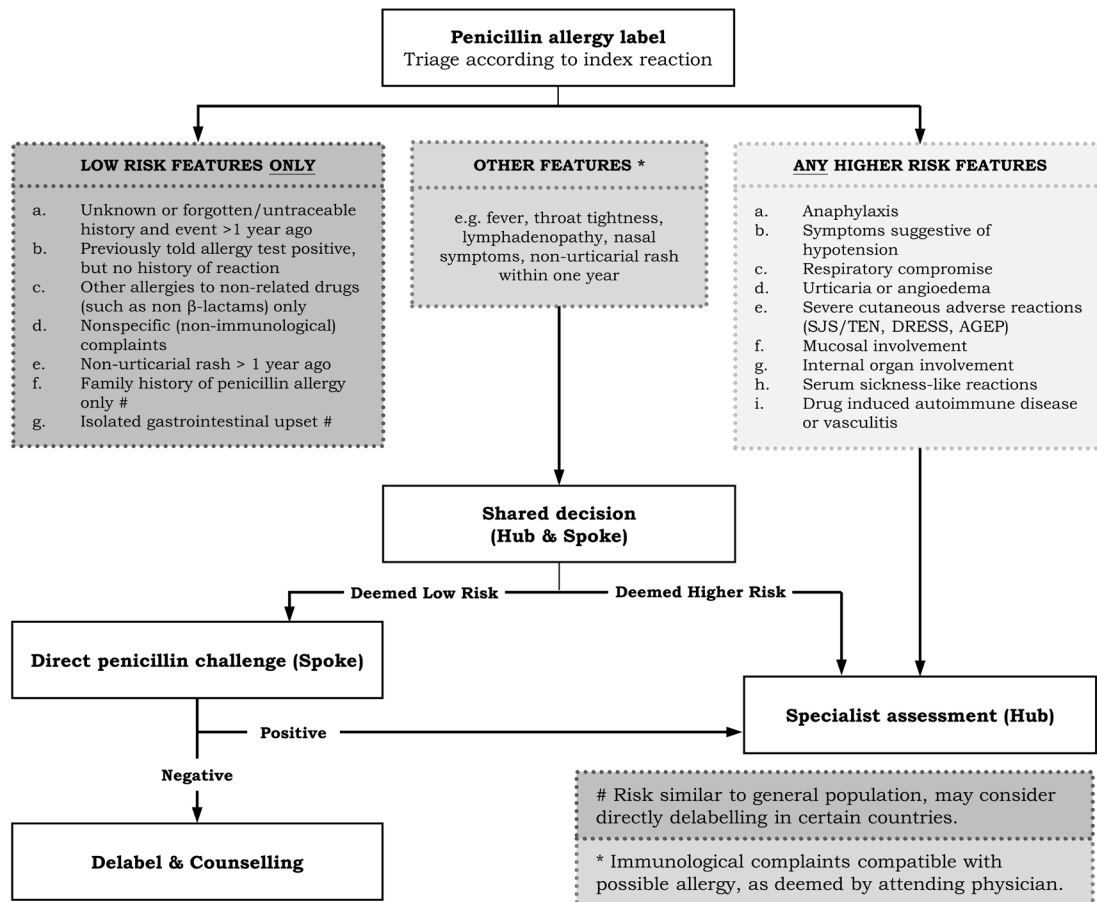 Penicillin allergy label
Triage according to index reaction
LOW RISK FEATURES ONLY
a. Unknown or forgotten/untraceable
history and event >1 year ago
b. Previously told allergy test positive,
but no history of reaction
c. Other allergies to non-related drugs
(such as non β-lactams) only
d. Nonspecific (non-immunological)
complaints
e. Non-urticarial rash > 1 year ago
f. Family history of penicillin allergy
only #
g. Isolated gastrointestinal upset #
OTHER FEATURES *
e.g. fever, throat tightness,
lymphadenopathy, nasal
symptoms, non-urticarial rash
within one year
ANY HIGHER RISK FEATURES
a. Anaphylaxis
b. Symptoms suggestive of
hypotension
c. Respiratory compromise
d. Urticaria or angioedema
e. Severe cutaneous adverse reactions
(SJS/TEN, DRESS, AGEP)
f. Mucosal involvement
g. Internal organ involvement
h. Serum sickness-like reactions
i. Drug induced autoimmune disease
or vasculitis
Shared decision
(Hub & Spoke)
Deemed Low Risk
Deemed Higher Risk
Direct penicillin challenge (Spoke)
Specialist assessment (Hub)
Positive
Negative
Delabel & Counselling
# Risk similar to general population, may consider
directly delabelling in certain countries.
* Immunological complaints compatible with
possible allergy, as deemed by attending physician.